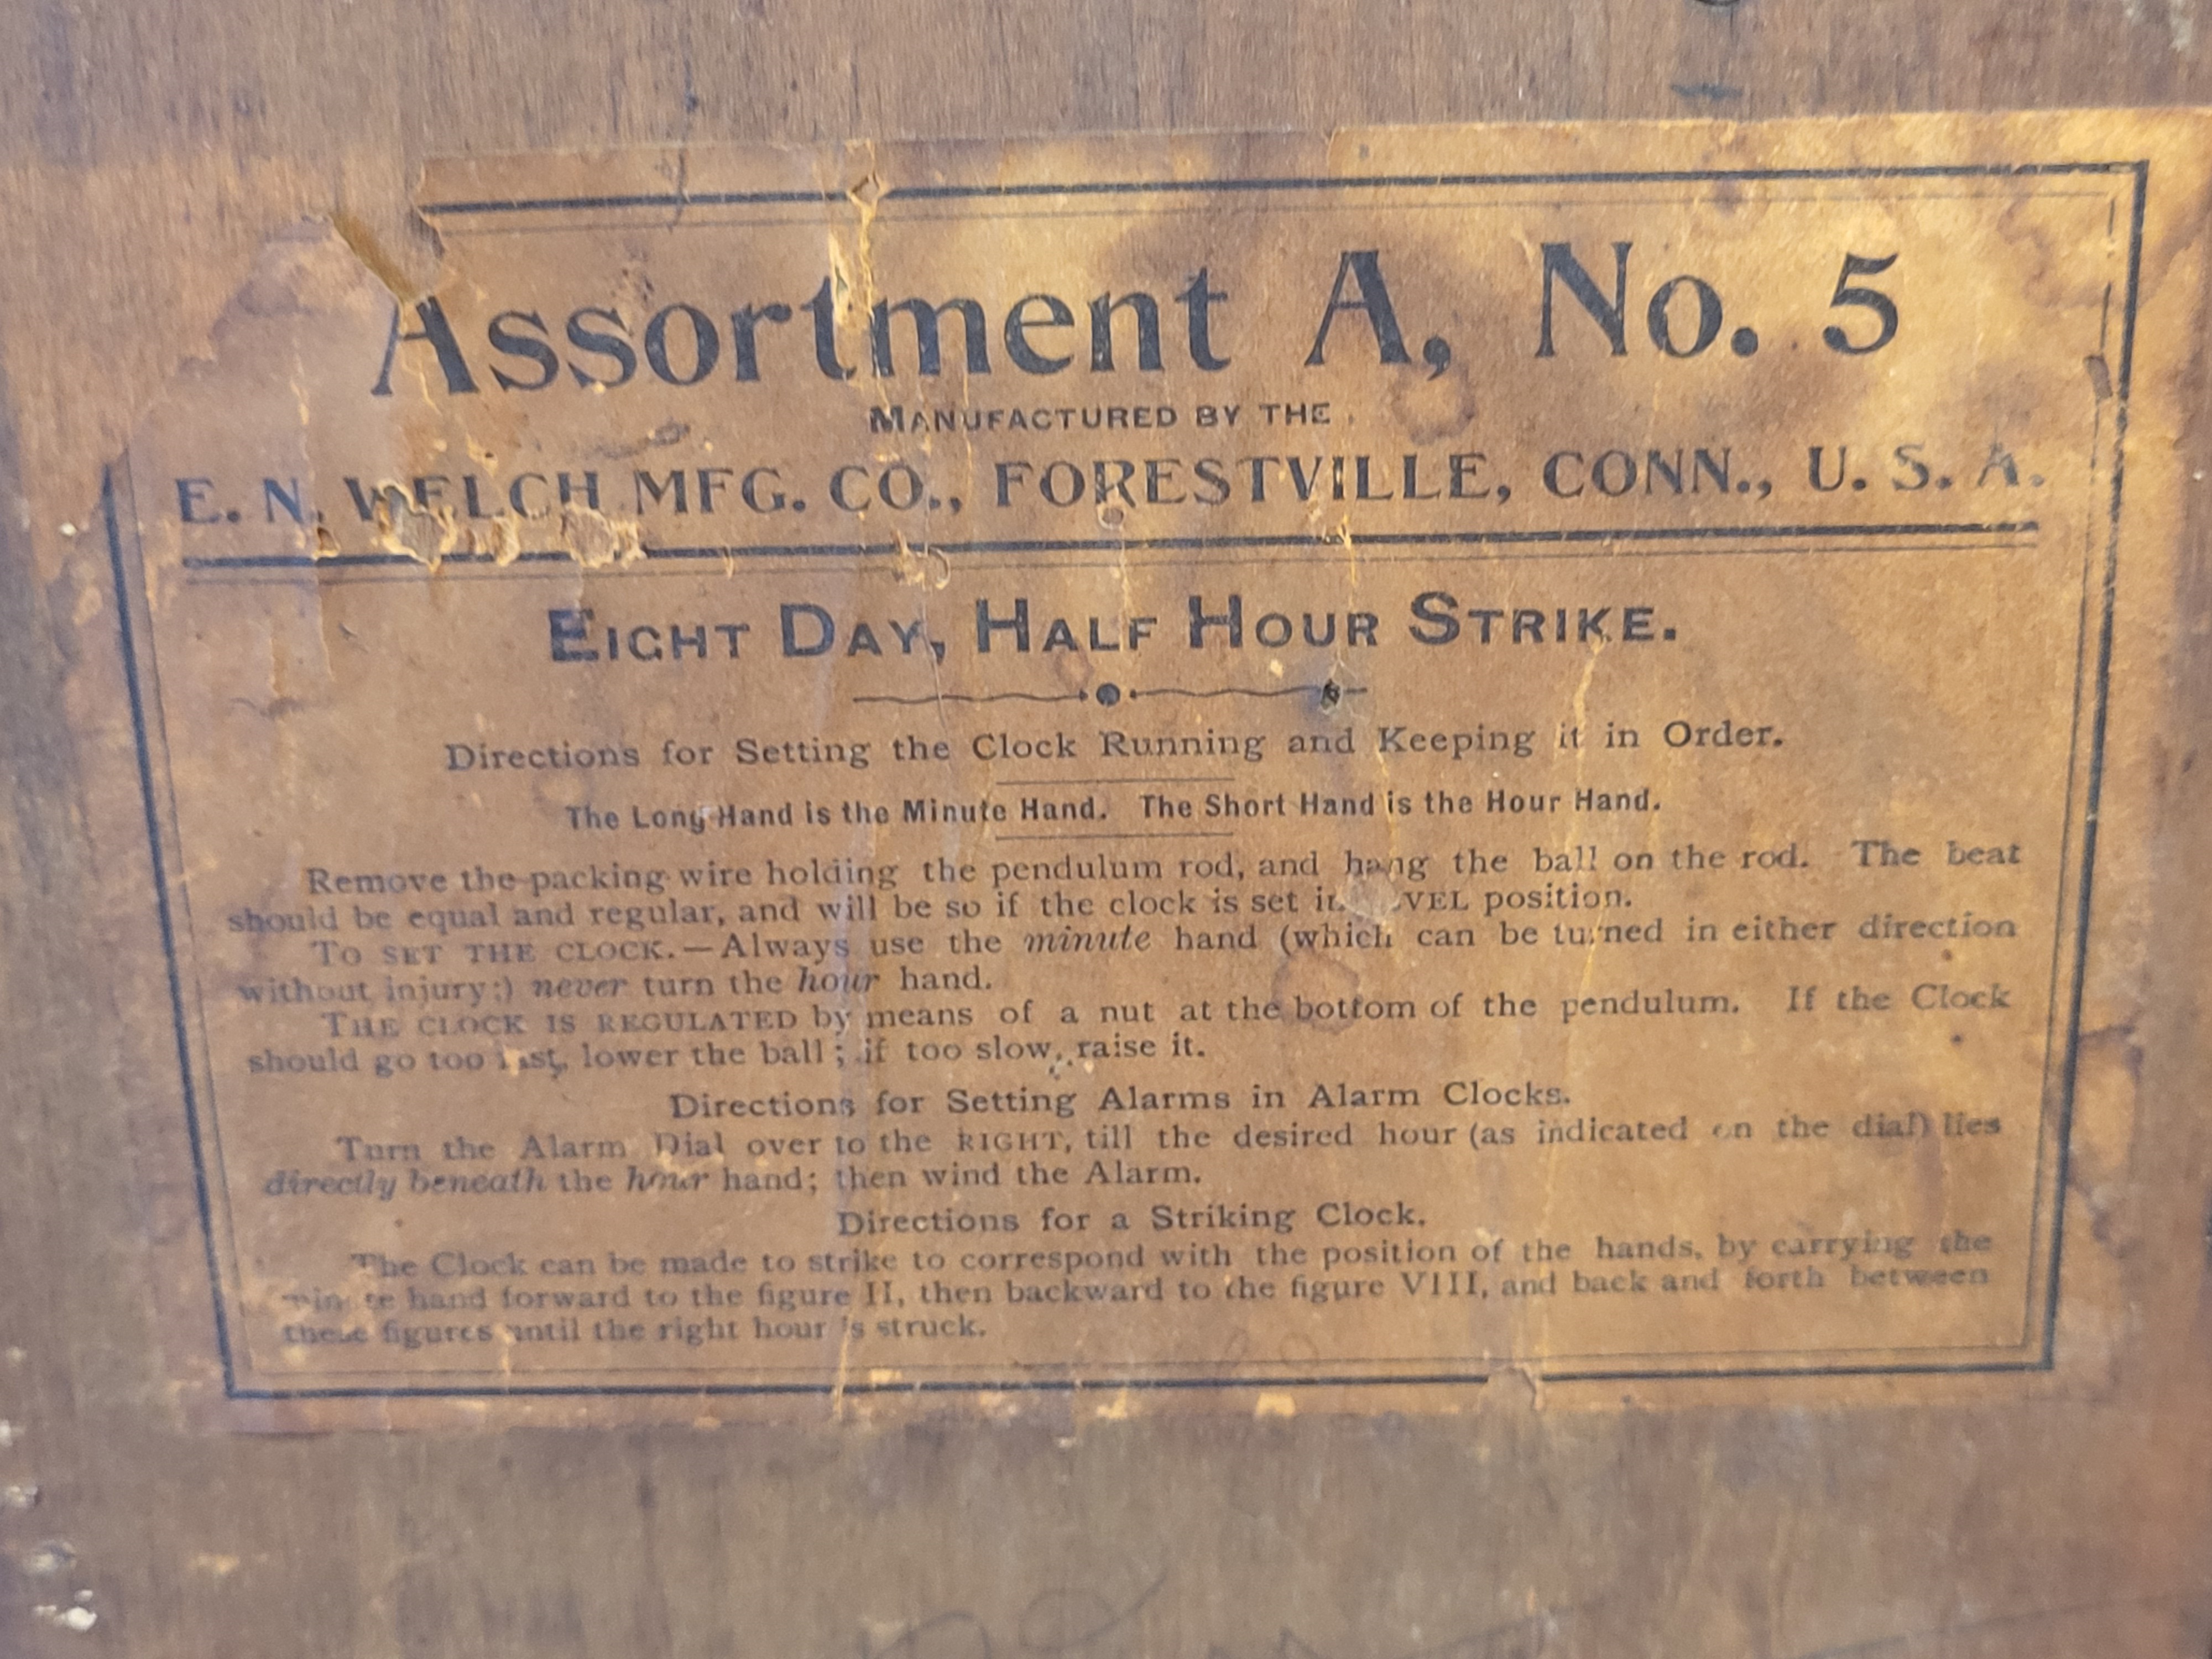 Assortment A, No. 5
MANUFACTURED BY THE
E. N. WELCH MFG. CO., FORESTVILLE, CONN., U. S. A.
EIGHT DAY, HALF HOUR STRIKE.
Directions for Setting the Clock Running and Keeping it in Order.
The Long Hand is the Minute Hand. The Short Hand is the Hour Hand.
Remove the packing wire holding the pendulum rod, and hang the ball on the rod. The beat
should be equal and regular, and will be so if the clock is set in position.
TO SET THE CLOCK.—Always use the minute hand (which can be turned in either direction
without injury;) never turn the hour hand.
THE CLOCK IS REGULATED by means of a nut at the bottom of the pendulum. If the Clock
should go too fast, lower the ball; if too slow, raise it.
Directions for Setting Alarms in Alarm Clocks.
Turn the Alarm Dial over to the RIGHT, till the desired hour (as indicated on the dial) lies
directly beneath the hour hand; then wind the Alarm.
Directions for a Striking Clock.
The Clock can be made to strike to correspond with the position of the hands, by carrying the
minute hand forward to the figure II, then backward to the figure VIII, and back and forth between
these figures until the right hour is struck.